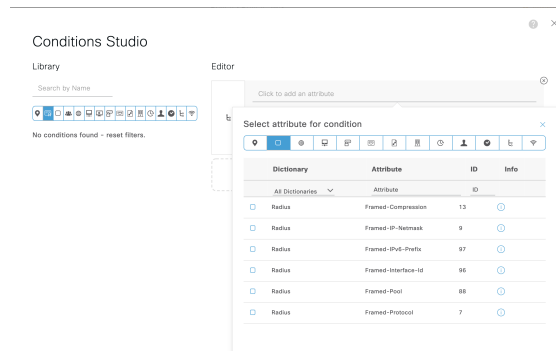 Conditions Studio
Library
Search by Name
No conditions found - reset filters.
Editor
Click to add an attribute
Select attribute for condition
Dictionary Attribute ID Info
All Dictionaries Attribute ID
Radius Framed-Compression 13
Radius Framed-IP-Netmask 9
Radius Framed-IPv6-Prefix 97
Radius Framed-Interface-Id 96
Radius Framed-Pool 88
Radius Framed-Protocol 7